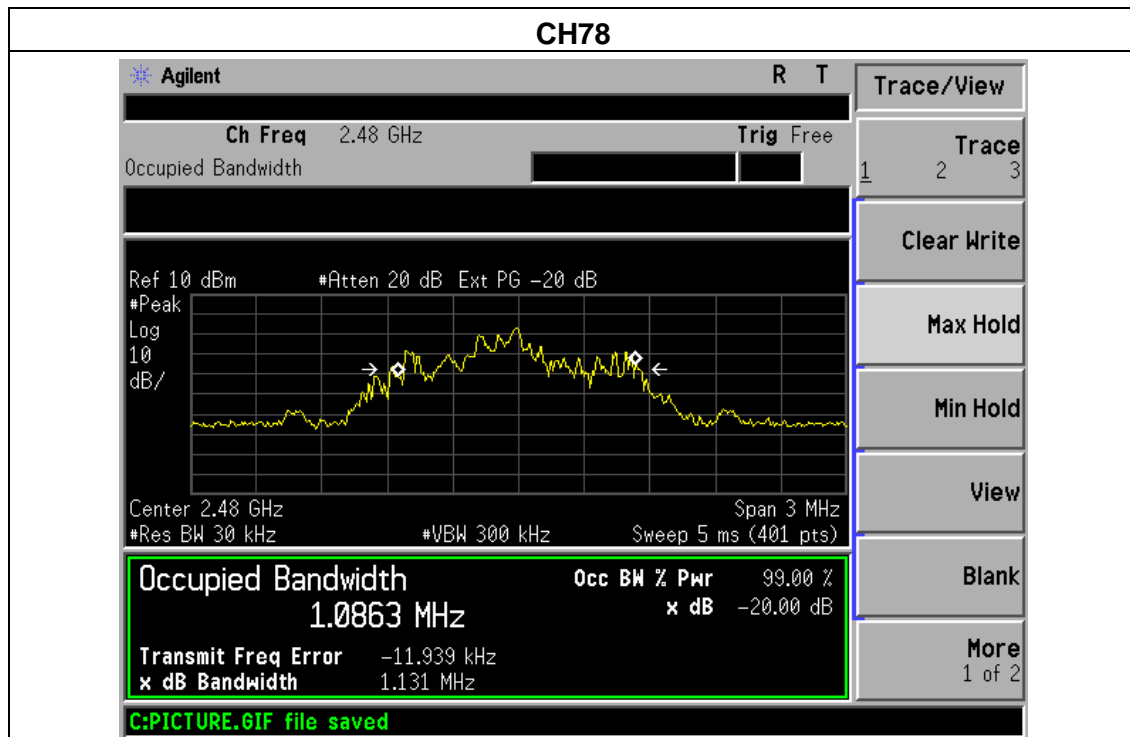 CH78
Agilent R T
Trace/View
Ch Freq 2.48 GHz Trig Free
Occupied Bandwidth
Trace
1 2 3
Clear Write
Ref 10 dBm #Atten 20 dB Ext PG -20 dB
#Peak
Log
10
dB/
Max Hold
Min Hold
View
Center 2.48 GHz Span 3 MHz
#Res BW 30 kHz #VBW 300 kHz Sweep 5 ms (401 pts)
Occupied Bandwidth Occ BW % Pwr 99.00 %
1.0863 MHz x dB -20.00 dB
Blank
Transmit Freq Error -11.939 kHz
x dB Bandwidth 1.131 MHz
More
1 of 2
C:PICTURE.GIF file saved